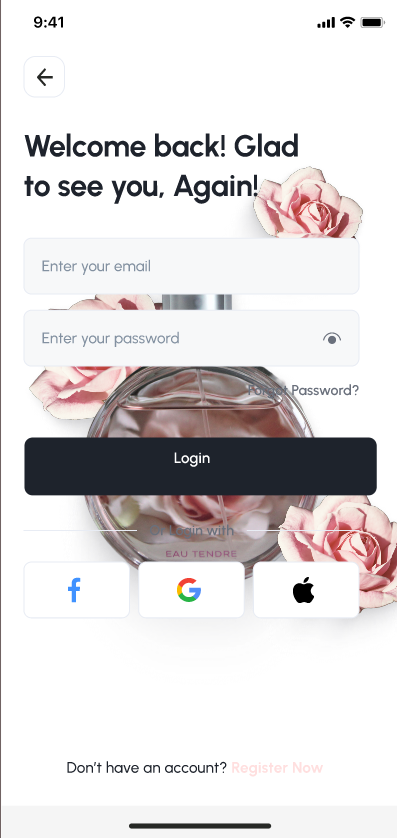 9:41
Welcome back! Glad
to see you, Again!
Enter your email
Enter your password
Forgot Password?
Login
Or Login with
EAU TENDRE
Don't have an account? Register Now